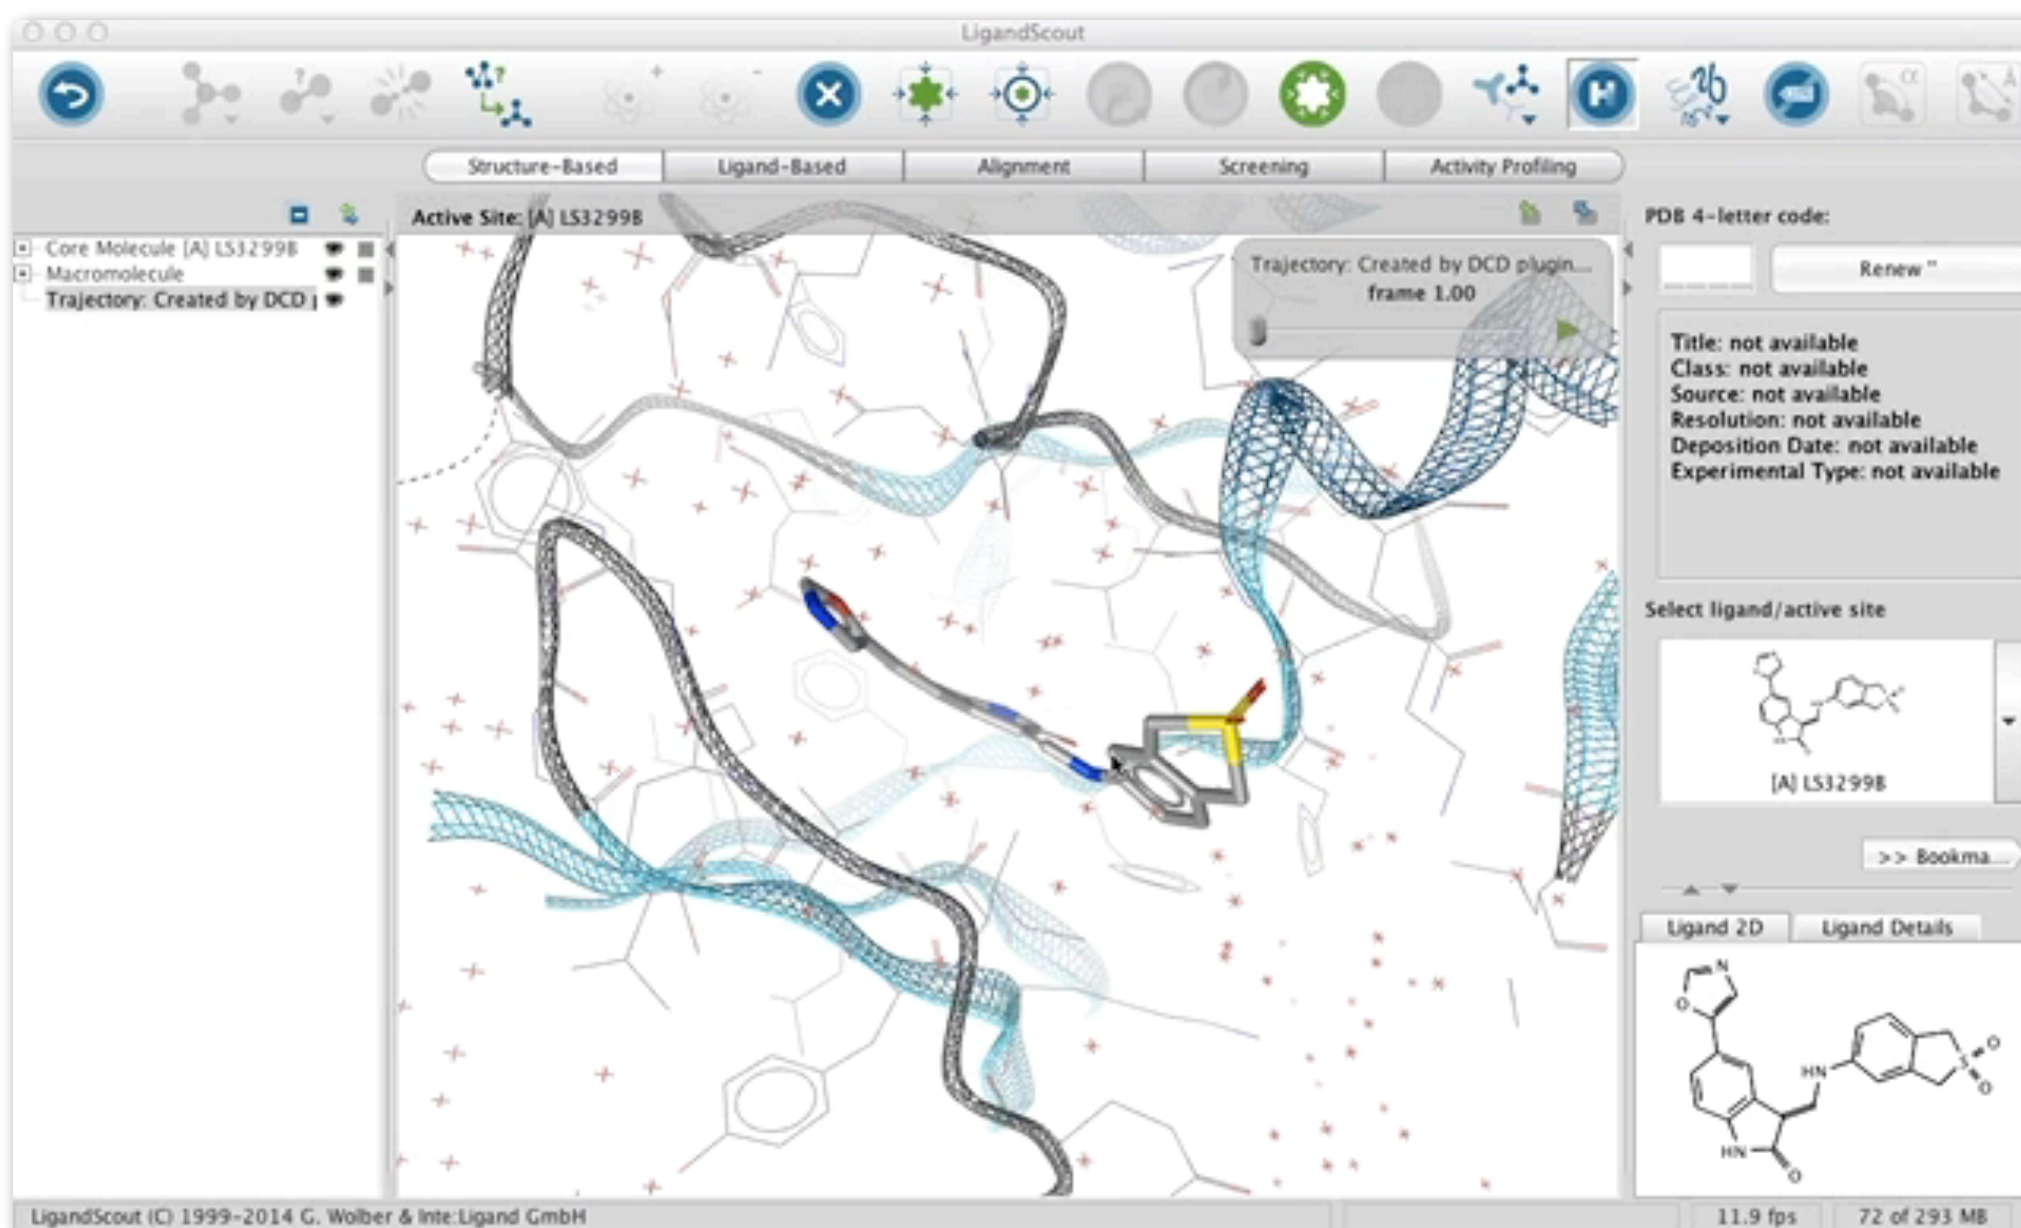 LigandScout
Structure-Based
Ligand-Based
Alignment
Screening
Activity Profiling
Core Molecule [A] LS3299B
Macromolecule
Trajectory: Created by DCD
Active Site: [A] LS3299B
Trajectory: Created by DCD plugin...
frame 1.00
PDB 4-letter code:
Renew "
Title: not available
Class: not available
Source: not available
Resolution: not available
Deposition Date: not available
Experimental Type: not available
Select ligand/active site
[A] LS3299B
>> Bookma...
Ligand 2D
Ligand Details
N
O
HN
S
O
O
HN
O
LigandScout (C) 1999-2014 G. Wolber & Inte:Ligand GmbH
11.9 fps
72 of 293 MB